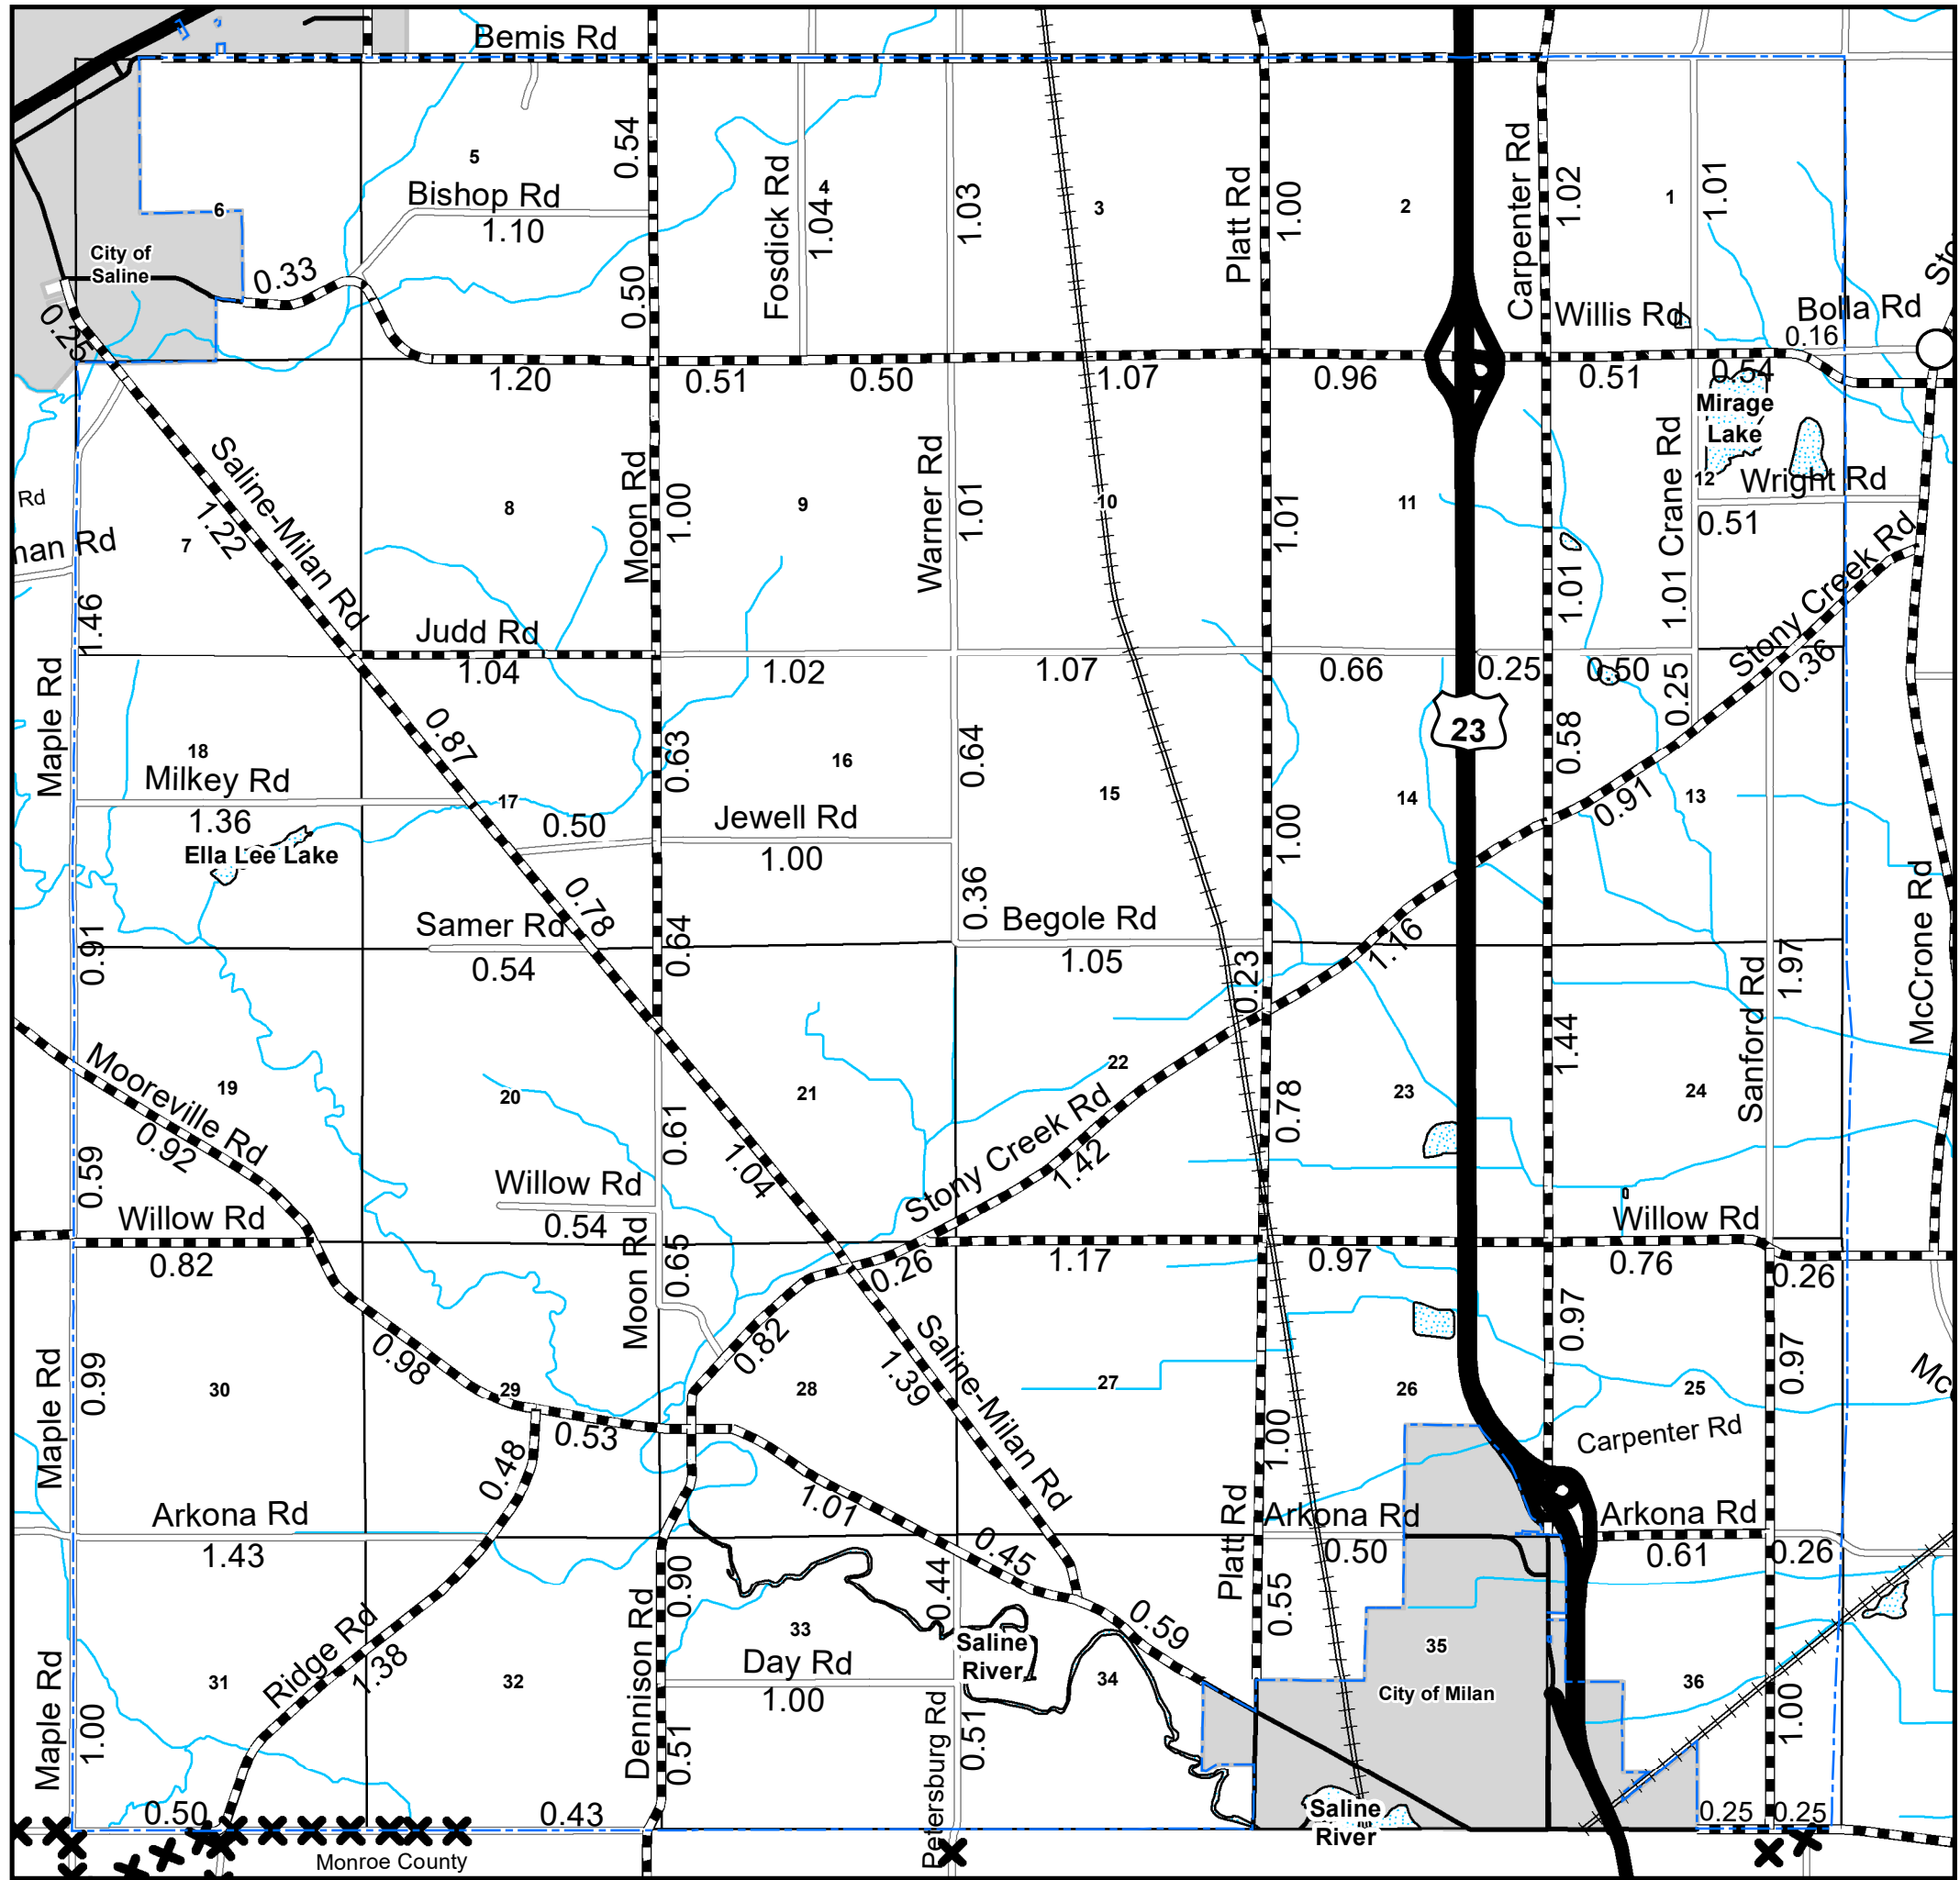 Bemis Rd
0.54
5
Bishop Rd
1.10
6
City of
Saline
0.33
0.25
0.50
Fosdick Rd
4
1.04
1.03
3
Platt Rd
1.00
2
Carpenter Rd
1.02
1
1.01
Willis Rd
Bolla Rd
0.16
1.20
0.51
0.50
1.07
0.96
0.51
0.54
Mirage
Lake
12
Wright Rd
0.51
Rd
nan Rd
7
Saline-Milan Rd
1.22
8
Moon Rd
1.00
9
Warner Rd
1.01
10
1.01
11
1.01
Crane Rd
1.01
Stony Creek Rd
0.36
1.46
Judd Rd
1.04
1.02
1.07
0.66
0.25
0.50
0.25
Maple Rd
18
Milkey Rd
1.36
Ella Lee Lake
0.87
17
0.50
0.63
16
Jewell Rd
1.00
0.64
15
1.00
14
23
0.58
0.91
13
0.78
Samer Rd
0.54
0.64
0.36
Begole Rd
1.05
0.23
1.16
0.91
Sanford Rd
1.97
McCrone Rd
Mooreville Rd
0.92
19
20
0.61
21
22
0.78
23
1.44
24
0.59
Willow Rd
0.82
Willow Rd
0.54
1.04
Stony Creek Rd
1.42
0.26
1.17
0.97
Willow Rd
0.76
0.26
Moon Rd
0.65
0.82
0.98
Maple Rd
0.99
30
29
0.53
0.48
28
1.39
Saline-Milan Rd
27
1.00
26
0.97
25
0.97
Carpenter Rd
Mc
Arkona Rd
1.43
1.01
0.45
Platt Rd
Arkona Rd
0.50
Arkona Rd
0.61
0.26
Ridge Rd
1.38
Dennison Rd
0.90
33
Day Rd
1.00
0.44
Saline
River
0.59
34
0.55
35
City of Milan
36
Maple Rd
1.00
31
32
0.51
Petersburg Rd
0.51
1.00
0.50
0.43
Saline
River
0.25
0.25
Monroe County